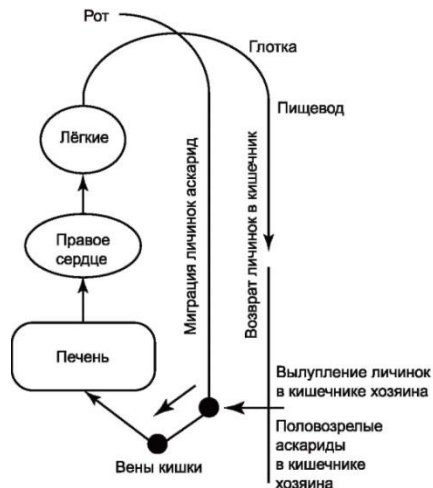 Рот
Глотка
Пищевод
Лёгкие
Правое
сердце
Печень
Миграция личинок аскарид
Возврат личинок в кишечник
Вылупление личинок
в кишечнике хозяина
Половозрелые
аскариды
в кишечнике
хозяина
Вены кишки